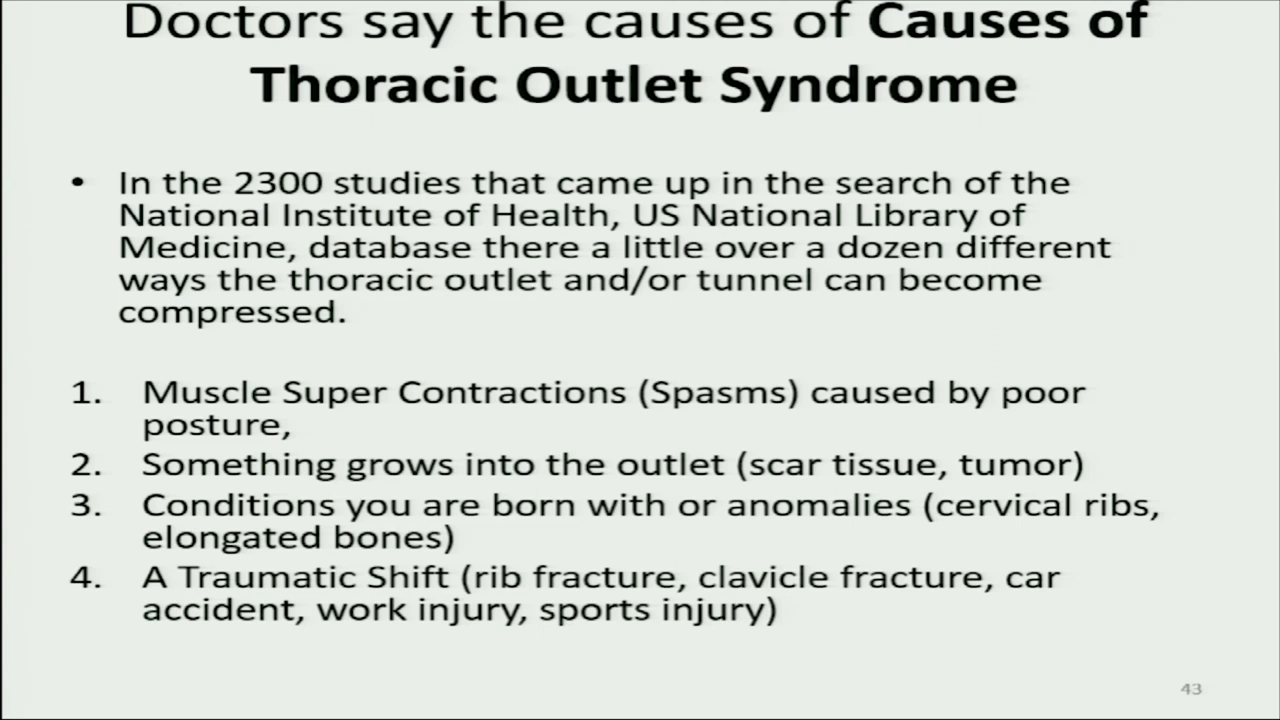 Doctors say the causes of Causes of
Thoracic Outlet Syndrome
• In the 2300 studies that came up in the search of the
National Institute of Health, US National Library of
Medicine, database there a little over a dozen different
ways the thoracic outlet and/or tunnel can become
compressed.
1. Muscle Super Contractions (Spasms) caused by poor
posture,
2. Something grows into the outlet (scar tissue, tumor)
3. Conditions you are born with or anomalies (cervical ribs,
elongated bones)
4. A Traumatic Shift (rib fracture, clavicle fracture, car
accident, work injury, sports injury)
43